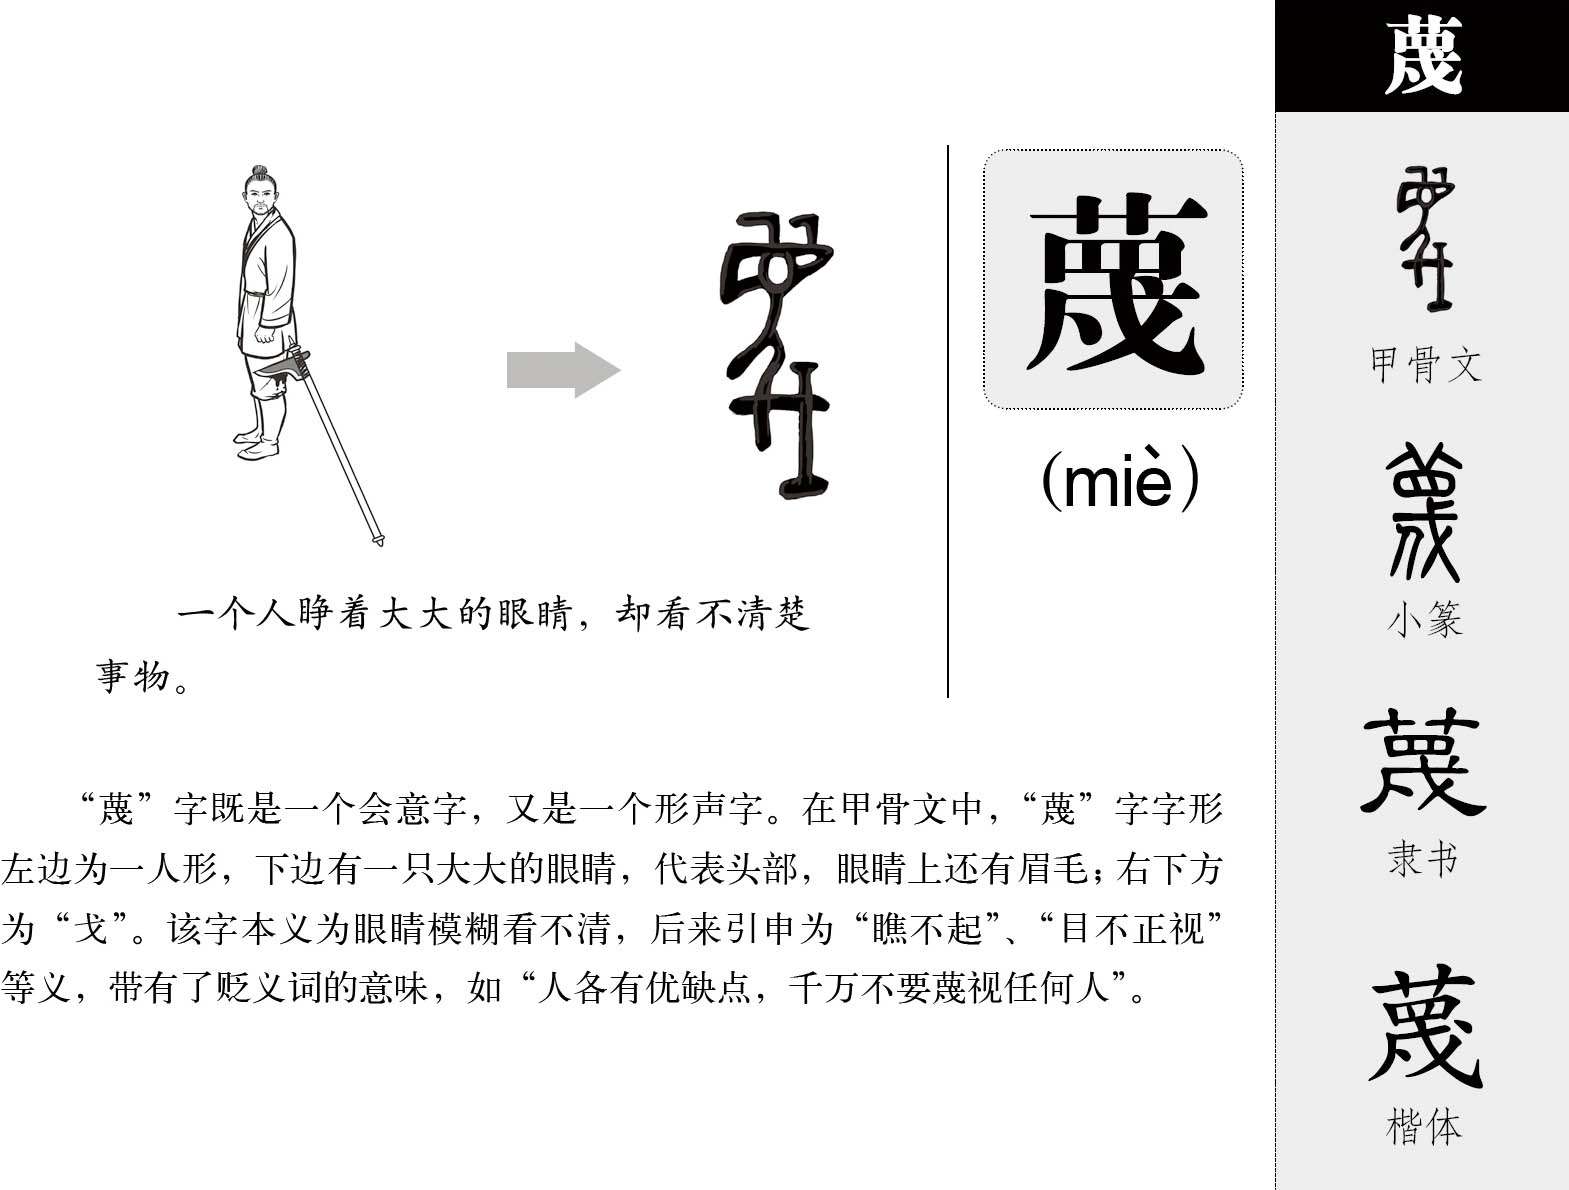 蔑
(miè)
一个人睁着大大的眼睛，却看不清楚
事物。
“蔑”字既是一个会意字，又是一个形声字。在甲骨文中，“蔑”字字形
左边为一人形，下边有一只大大的眼睛，代表头部，眼睛上还有眉毛；右下方
为“戈”。该字本义为眼睛模糊看不清，后来引申为“瞧不起”、“目不正视”
等义，带有了贬义词的意味，如“人各有优缺点，千万不要蔑视任何人”。
蔑
蔑
甲骨文
蔑
小篆
蔑
隶书
蔑
楷体